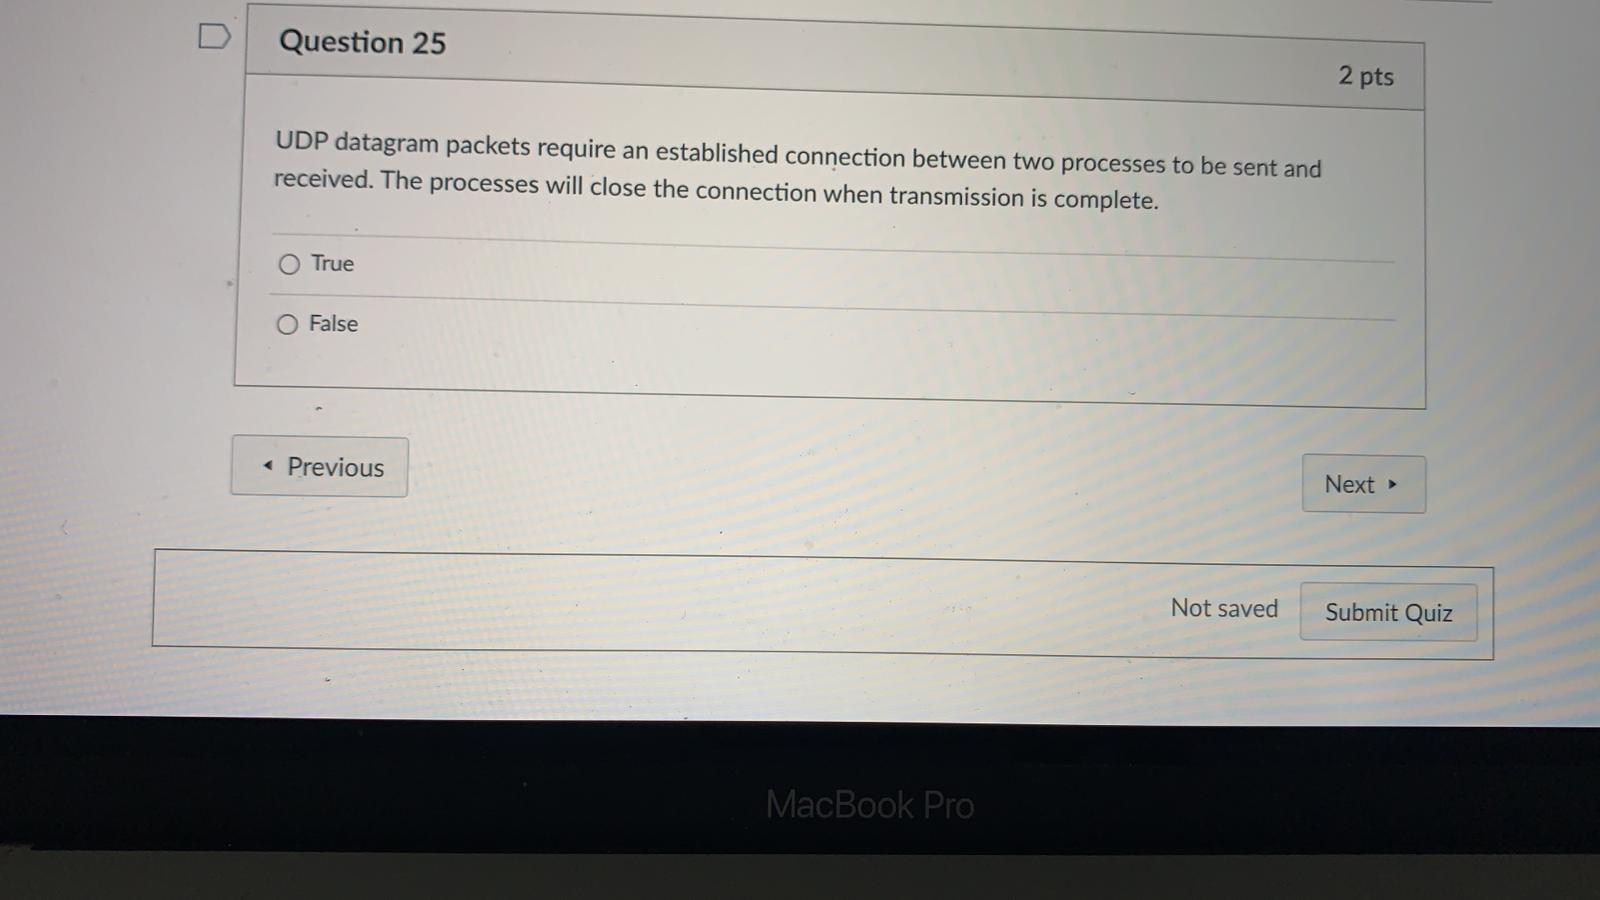 Question 25
2 pts
UDP datagram packets require an established connection between two processes to be sent and
received. The processes will close the connection when transmission is complete.
True
False
Previous
Next
Not saved
Submit Quiz
MacBook Pro